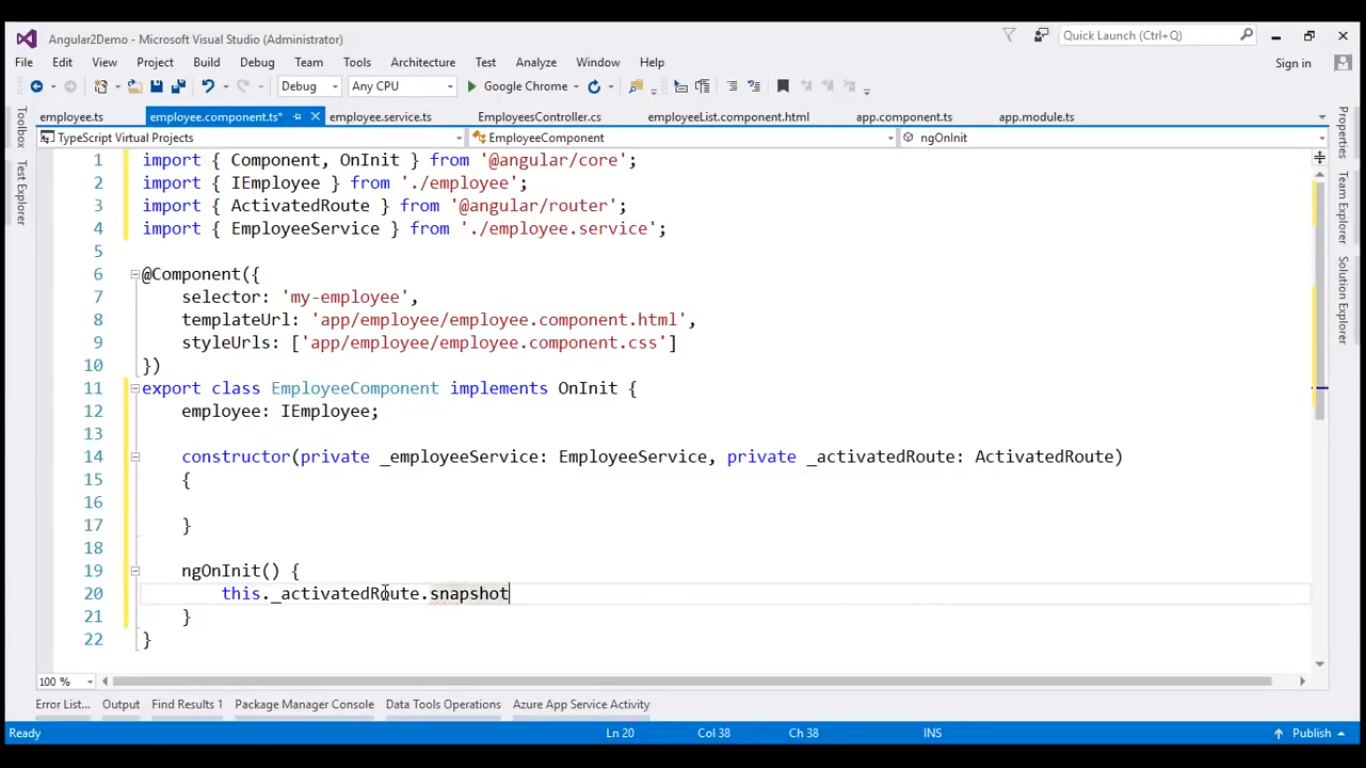 Angular2Demo - Microsoft Visual Studio (Administrator) Quick Launch (Ctrl+Q)
File Edit View Project Build Debug Team Tools Architecture Test Analyze Window Help Sign in
Debug Any CPU Google Chrome
employee.ts employee.component.ts* employee.service.ts EmployeesController.cs employeeList.component.html app.component.ts app.module.ts
TypeScript Virtual Projects EmployeeComponent ngOnInit
Toolbox
Test Explorer
Properties
Team Explorer
Solution Explorer
1 import { Component, OnInit } from '@angular/core';
2 import { IEmployee } from './employee';
3 import { ActivatedRoute } from '@angular/router';
4 import { EmployeeService } from './employee.service';
5
6 @Component({
7 selector: 'my-employee',
8 templateUrl: 'app/employee/employee.component.html',
9 styleUrls: ['app/employee/employee.component.css']
10 })
11 export class EmployeeComponent implements OnInit {
12 employee: IEmployee;
13
14 constructor(private _employeeService: EmployeeService, private _activatedRoute: ActivatedRoute)
15 {
16
17 }
18
19 ngOnInit() {
20 this._activatedRoute.snapshot
21 }
22 }
100 %
Error List... Output Find Results 1 Package Manager Console Data Tools Operations Azure App Service Activity
Ready Ln 20 Col 38 Ch 38 INS Publish